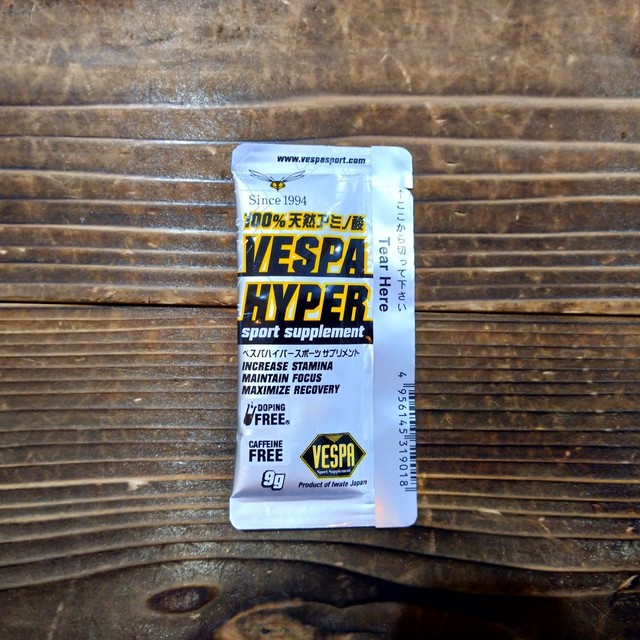 www.vespasport.com
Since 1994
100% 天然アミノ酸
VESPA
HYPER
sport supplement
ベスパハイパースポーツサプリメント
INCREASE STAMINA
MAINTAIN FOCUS
MAXIMIZE RECOVERY
DOPING
FREE®
CAFFEINE
FREE
9g
VESPA
Sport Supplement
Product of Iwate Japan
ここから切って下さい
Tear Here
4 956145 319018